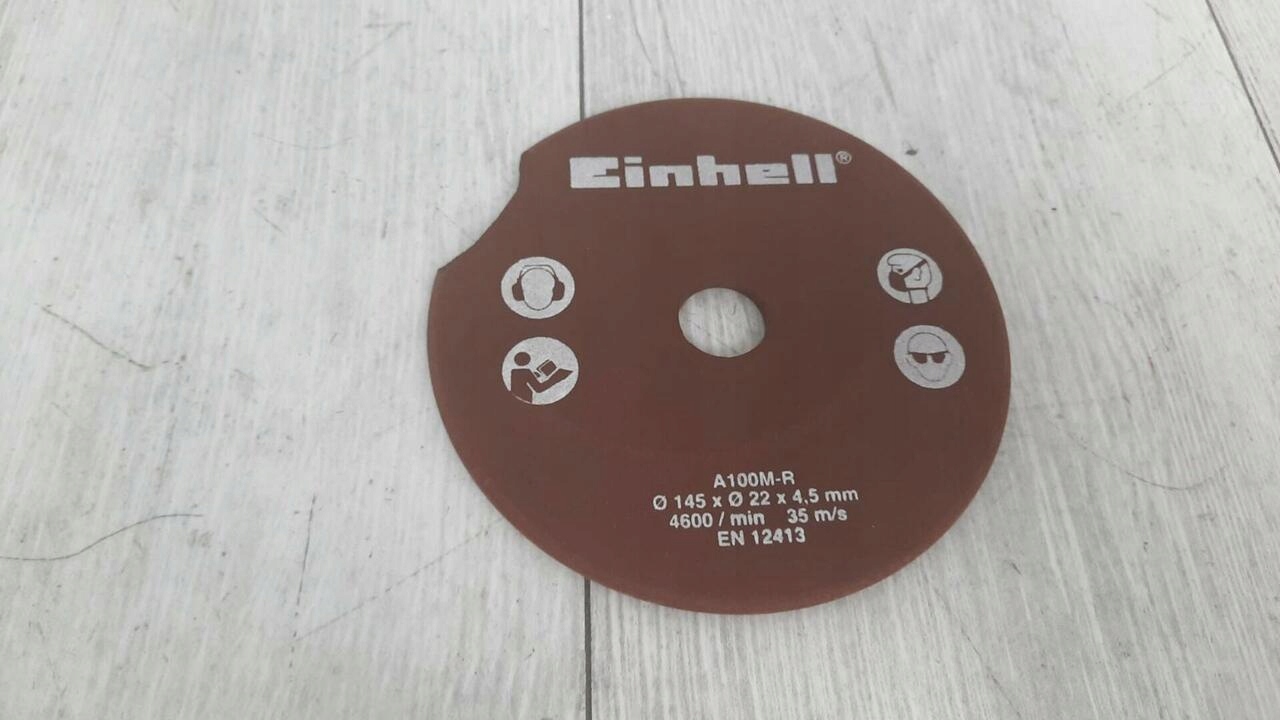 Einhell®
A100M-R
Ø 145 x Ø 22 x 4,5 mm
4600 / min 35 m/s
EN 12413